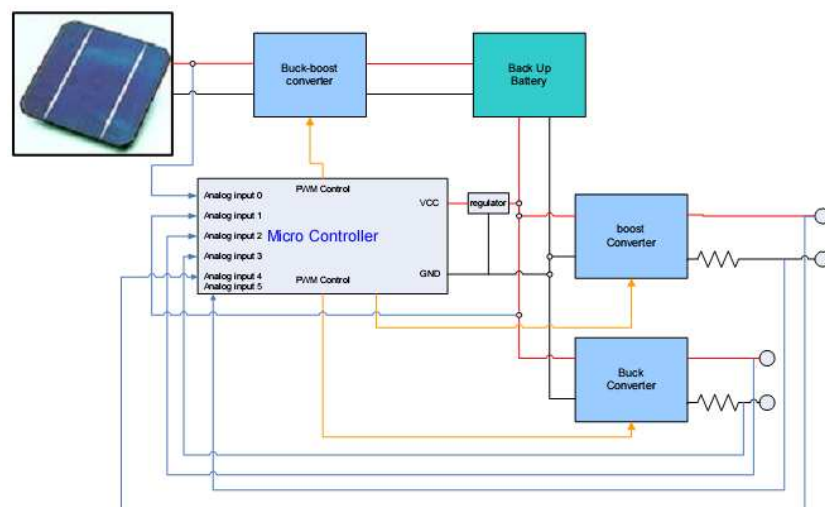 Buck-boost
converter
Back Up
Battery
PWM Control
Analog input 0
Analog input 1
Analog input 2
Analog input 3
Analog input 4
Analog input 5
Micro Controller
VCC
GND
PWM Control
regulator
boost
Converter
Buck
Converter